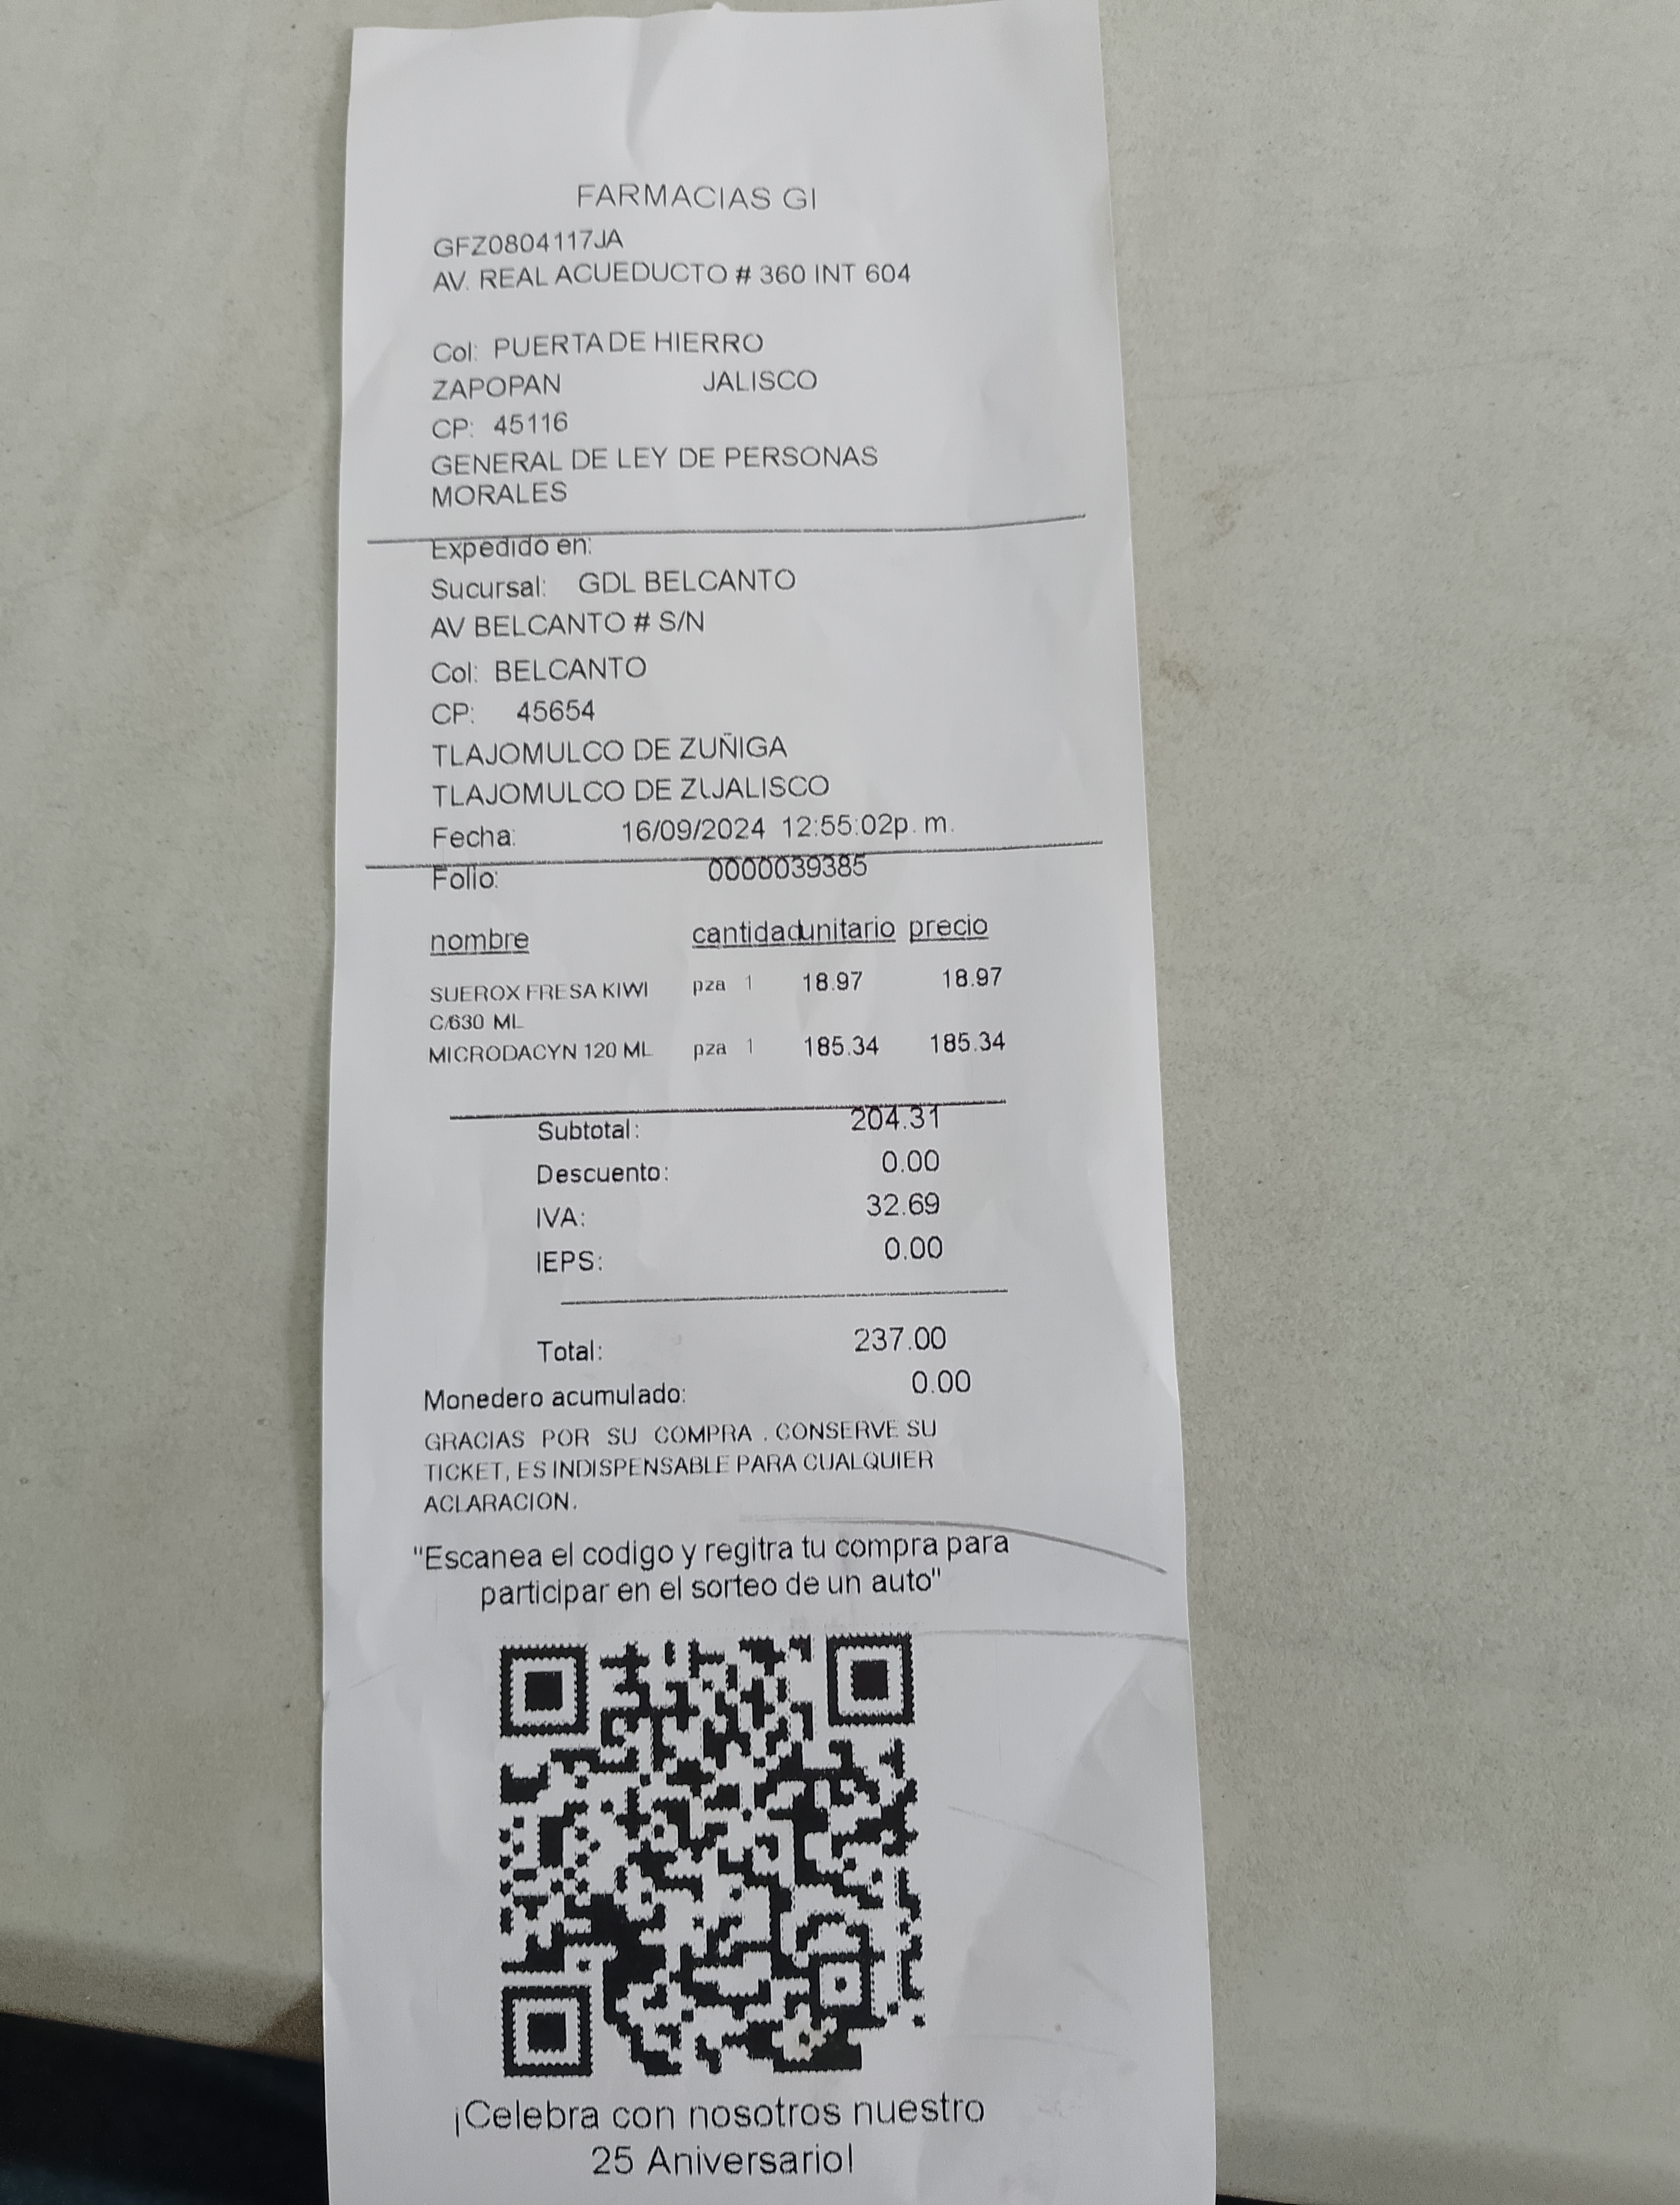 FARMACIAS GI
GFZ0804117JA
AV. REAL ACUEDUCTO # 360 INT 604
Col: PUERTA DE HIERRO
ZAPOPAN JALISCO
CP: 45116
GENERAL DE LEY DE PERSONAS
MORALES
Expedido en:
Sucursal: GDL BELCANTO
AV BELCANTO # S/N
Col: BELCANTO
CP: 45654
TLAJOMULCO DE ZUÑIGA
TLAJOMULCO DE ZUJALISCO
Fecha: 16/09/2024 12:55:02p. m.
Folio: 0000039385
nombre cantidad unitario precio
SUEROX FRESA KIWI pza 1 18.97 18.97
C/630 ML
MICRODACYN 120 ML pza 1 185.34 185.34
Subtotal: 204.31
Descuento: 0.00
IVA: 32.69
IEPS: 0.00
Total: 237.00
Monedero acumulado: 0.00
GRACIAS POR SU COMPRA . CONSERVE SU
TICKET, ES INDISPENSABLE PARA CUALQUIER
ACLARACION.
"Escanea el codigo y regitra tu compra para
participar en el sorteo de un auto"
¡Celebra con nosotros nuestro
25 Aniversario!